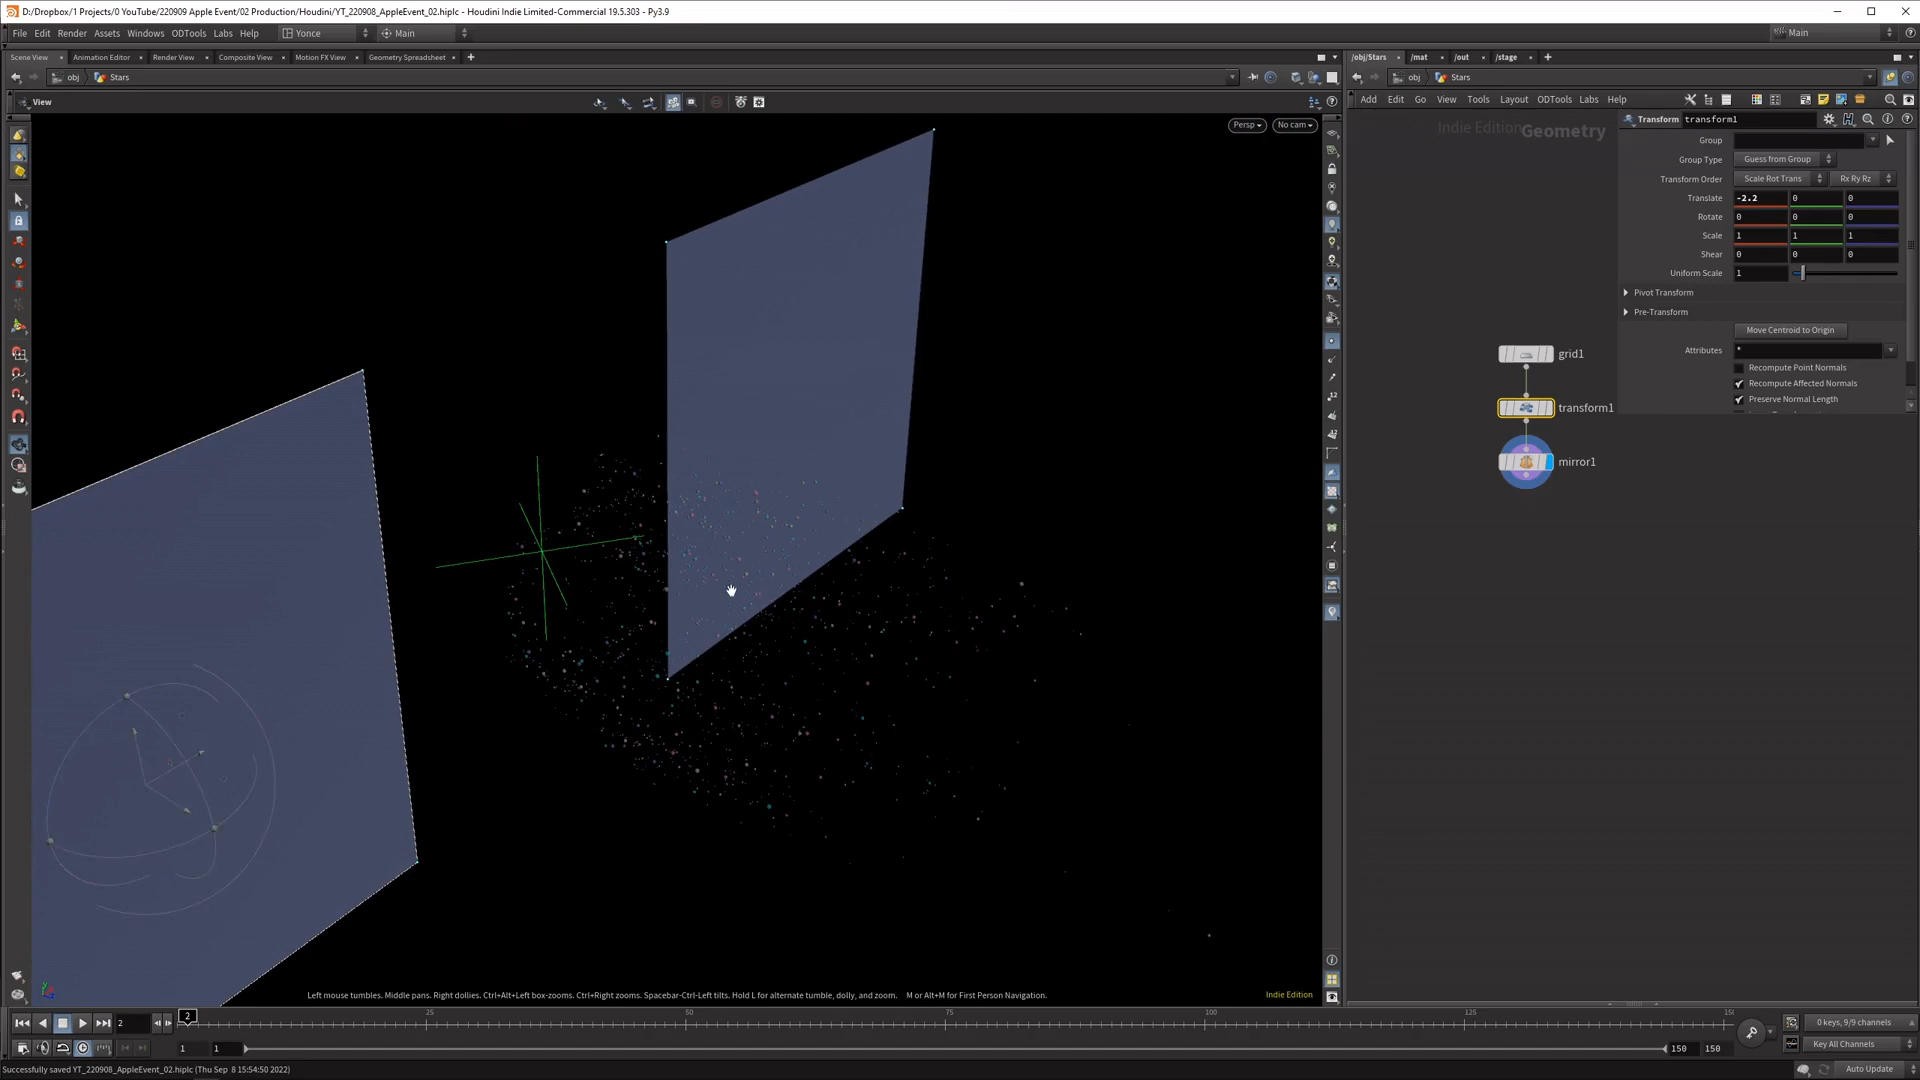 D:/Dropbox/1 Projects/0 YouTube/220909 Apple Event/02 Production/Houdini/YT_220908_AppleEvent_02.hiplc - Houdini Indie Limited-Commercial 19.5.303 - Py3.9
File Edit Render Assets Windows ODTools Labs Help Yonce Main Main
Scene View Animation Editor Render View Composite View Motion FX View Geometry Spreadsheet
obj Stars
View
Persp No cam
Left mouse tumbles. Middle pans. Right dollies. Ctrl+Alt+Left box-zooms. Ctrl+Right zooms. Spacebar-Ctrl-Left tilts. Hold L for alternate tumble, dolly, and zoom. M or Alt+M for First Person Navigation.
Indie Edition
/obj/Stars /mat /out /stage
obj Stars
Add Edit Go View Tools Layout ODTools Labs Help
Indie Edition Geometry
Transform transform1
Group
Group Type Guess from Group
Transform Order Scale Rot Trans Rx Ry Rz
Translate -2.2 0 0
Rotate 0 0 0
Scale 1 1 1
Shear 0 0 0
Uniform Scale 1
Pivot Transform
Pre-Transform
Move Centroid to Origin
Attributes *
Recompute Point Normals
Recompute Affected Normals
Preserve Normal Length
grid1
transform1
mirror1
2 2 25 50 75 100 125
0 keys, 9/9 channels
1 1 150 150
Key All Channels
Successfully saved YT_220908_AppleEvent_02.hiplc (Thu Sep 8 15:54:50 2022)
Auto Update